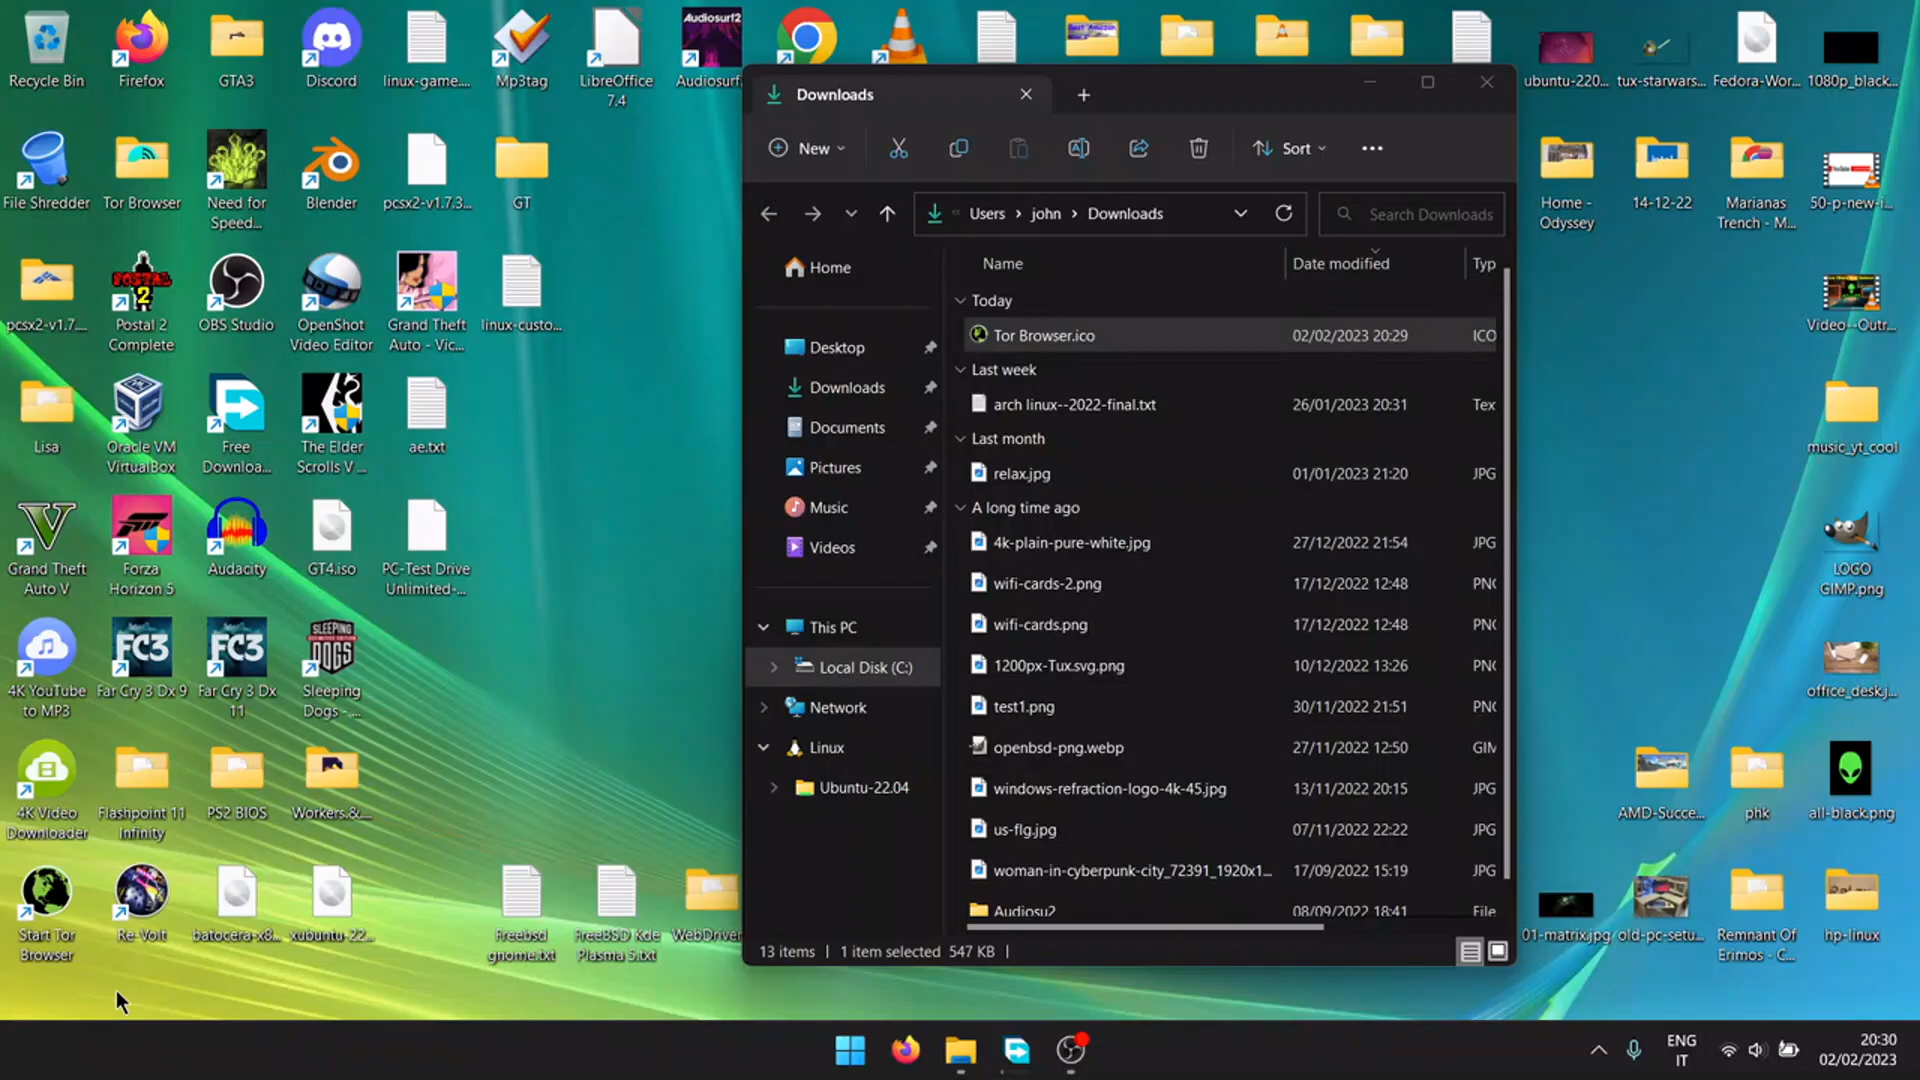 Recycle Bin
Firefox
GTA3
Discord
linux-game....
Mp3tag
LibreOffice
7.4
Audiosurf2
Audiosurf.
Best Amazon
ubuntu-220...
tux-starwars...
Fedora-Wor...
1080p_black...
File Shredder
Tor Browser
Need for
Speed...
Blender
pcsx2-v1.7.3...
GT
Home -
Odyssey
14-12-22
Marianas
Trench - M...
50-p-new-i...
pcsx2-v1.7....
POSTAL
2
Postal 2
Complete
OBS Studio
OpenShot
Video Editor
Grand Theft
Auto - Vic...
linux-custo...
Video--Outr...
Lisa
Oracle VM
VirtualBox
Free
Downloa...
The Elder
Scrolls V ...
ae.txt
music_yt_cool
Grand Theft
Auto V
Forza
Horizon 5
Audacity
GT4.iso
PC-Test Drive
Unlimited-...
LOGO
GIMP.png
4K YouTube
to MP3
FC3
Far Cry 3 Dx 9
FC3
Far Cry 3 Dx
11
SLEEPING
DOGS
Sleeping
Dogs - ...
office_desk.j...
4K Video
Downloader
Flashpoint 11
Infinity
PS2 BIOS
Workers.&...
AMD-Succe...
phk
all-black.png
Start Tor
Browser
Re-Volt
batocera-x8...
xubuntu-22...
Freebsd
gnome.txt
FreeBSD Kde
Plasma 5.txt
WebDriver
01-matrix.jpg
old-pc-setu...
Remnant Of
Erimos - C...
hp-linux
Downloads
New
Sort
Users > john > Downloads
Search Downloads
Home
Desktop
Downloads
Documents
Pictures
Music
Videos
This PC
Local Disk (C:)
Network
Linux
Ubuntu-22.04
Name Date modified Typ
Today
Tor Browser.ico 02/02/2023 20:29 ICO
Last week
arch linux--2022-final.txt 26/01/2023 20:31 Tex
Last month
relax.jpg 01/01/2023 21:20 JPG
A long time ago
4k-plain-pure-white.jpg 27/12/2022 21:54 JPG
wifi-cards-2.png 17/12/2022 12:48 PNG
wifi-cards.png 17/12/2022 12:48 PNG
1200px-Tux.svg.png 10/12/2022 13:26 PNG
test1.png 30/11/2022 21:51 PNG
openbsd-png.webp 27/11/2022 12:50 GIM
windows-refraction-logo-4k-45.jpg 13/11/2022 20:15 JPG
us-flg.jpg 07/11/2022 22:22 JPG
woman-in-cyberpunk-city_72391_1920x1... 17/09/2022 15:19 JPG
Audiosu2 08/09/2022 18:41 File
13 items 1 item selected 547 KB
ENG
IT
20:30
02/02/2023